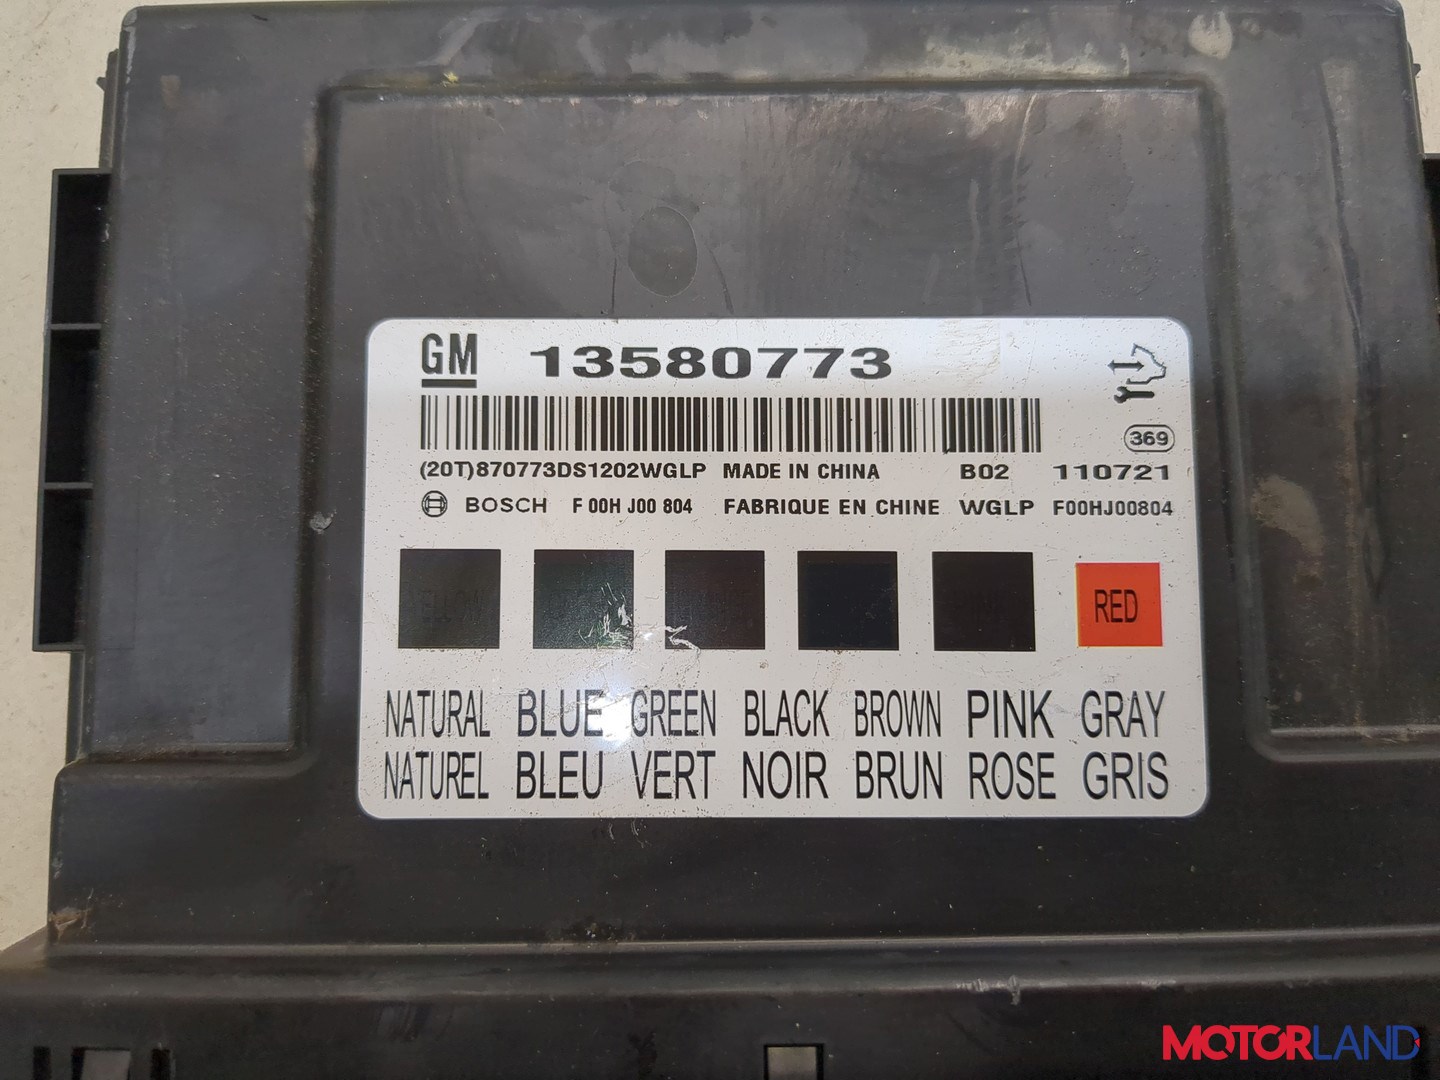 GM 13580773
369
(20T)870773DS1202WGLP MADE IN CHINA B02 110721
BOSCH F 00H J00 804 FABRIQUE EN CHINE WGLP F00HJ00804
RED
NATURAL BLUE GREEN BLACK BROWN PINK GRAY
NATUREL BLEU VERT NOIR BRUN ROSE GRIS
MOTORLAND